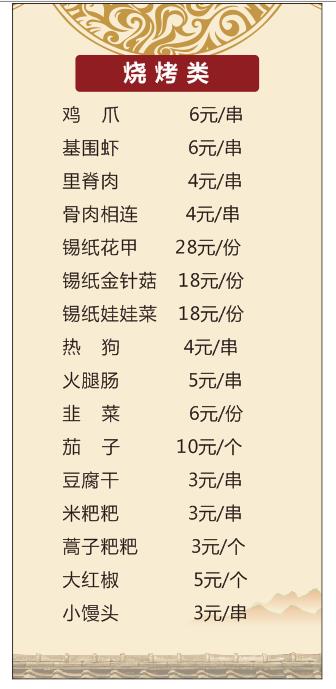 烧烤类
鸡 爪 6元/串
基围虾 6元/串
里脊肉 4元/串
骨肉相连 4元/串
锡纸花甲 28元/份
锡纸金针菇 18元/份
锡纸娃娃菜 18元/份
热 狗 4元/串
火腿肠 5元/串
韭 菜 6元/份
茄 子 10元/个
豆腐干 3元/串
米粑粑 3元/串
蒿子粑粑 3元/个
大红椒 5元/个
小馒头 3元/串